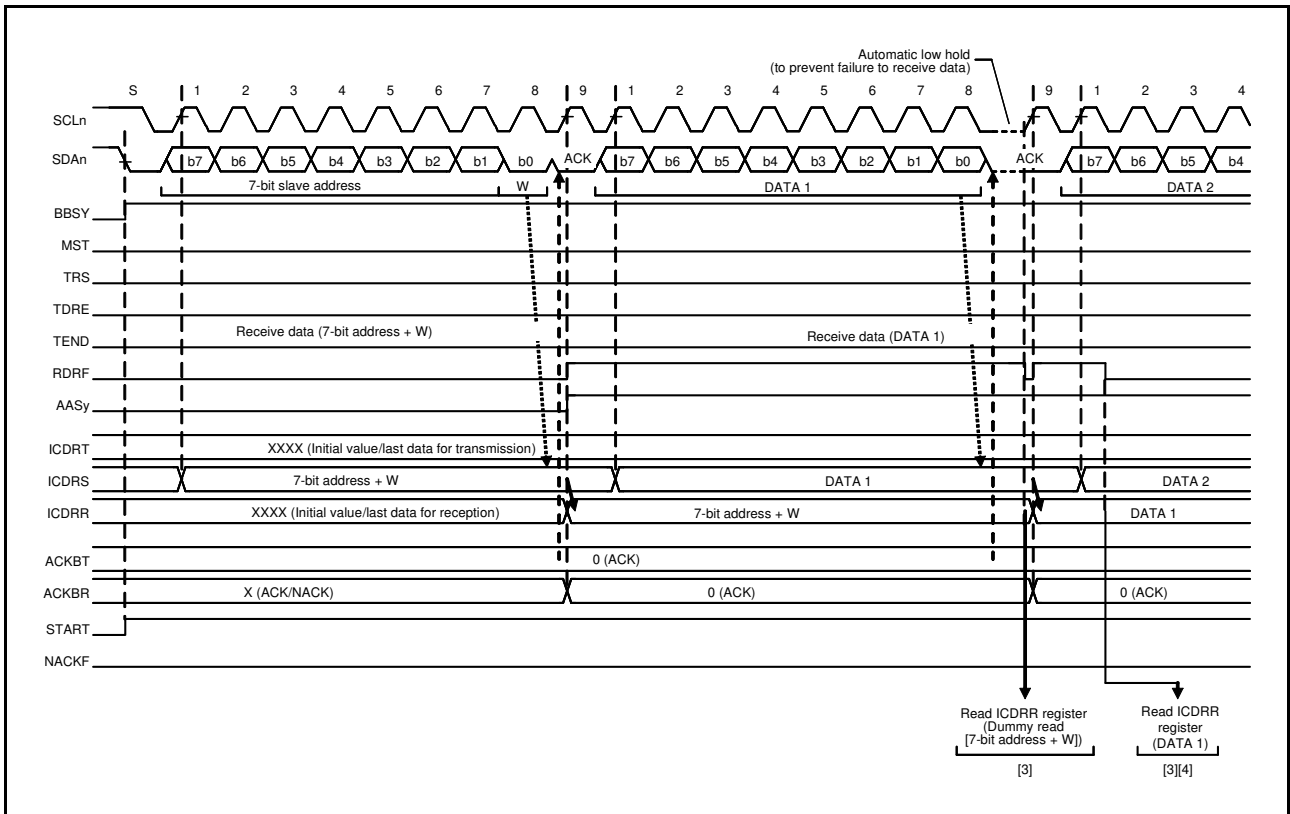 Automatic low hold
(to prevent failure to receive data)
S 1 2 3 4 5 6 7 8 9 1 2 3 4 5 6 7 8 9 1 2 3 4
SCLn
SDAn b7 b6 b5 b4 b3 b2 b1 b0 ACK b7 b6 b5 b4 b3 b2 b1 b0 ACK b7 b6 b5 b4
7-bit slave address W DATA 1 DATA 2
BBSY
MST
TRS
TDRE
Receive data (7-bit address + W) Receive data (DATA 1)
TEND
RDRF
AASy
ICDRT XXXX (Initial value/last data for transmission)
ICDRS 7-bit address + W DATA 1 DATA 2
ICDRR XXXX (Initial value/last data for reception) 7-bit address + W DATA 1
ACKBT 0 (ACK)
ACKBR X (ACK/NACK) 0 (ACK) 0 (ACK)
START
NACKF
Read ICDRR register
(Dummy read
[7-bit address + W])
[3]
Read ICDRR
register
(DATA 1)
[3][4]